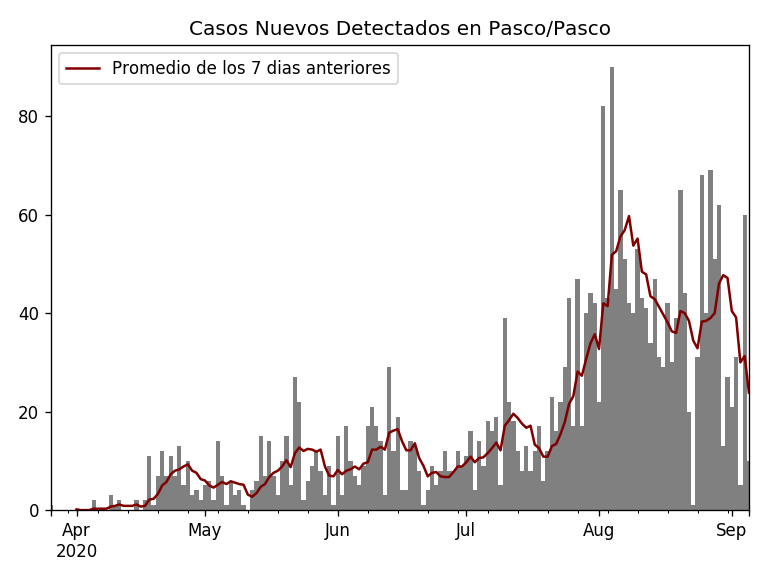 Casos Nuevos Detectados en Pasco/Pasco
Promedio de los 7 dias anteriores
80
60
40
20
0
Apr May Jun Jul Aug Sep
2020